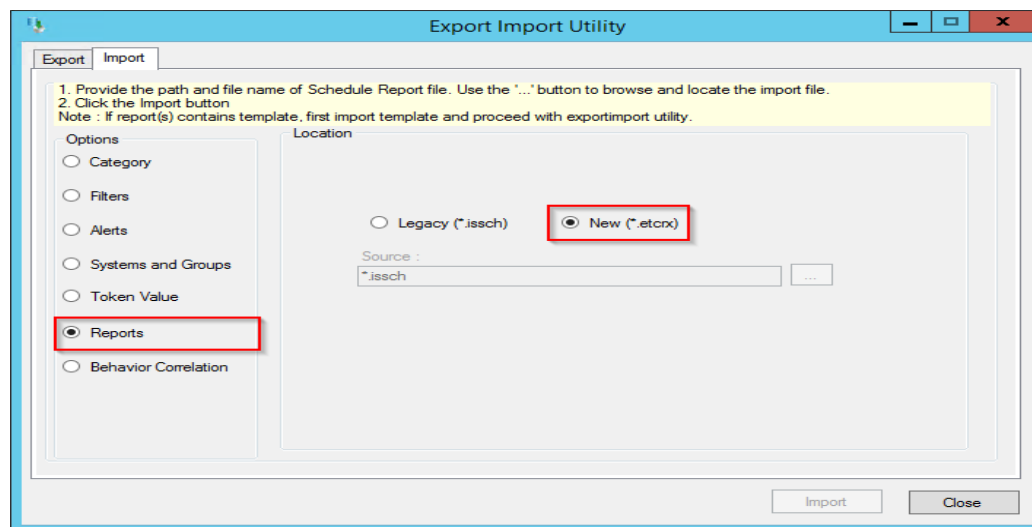 Export Import Utility
Export
Import
1. Provide the path and file name of Schedule Report file. Use the '...' button to browse and locate the import file.
2. Click the Import button
Note : If report(s) contains template, first import template and proceed with exportimport utility.
Options
Location
Category
Filters
Alerts
Systems and Groups
Token Value
Reports
Behavior Correlation
Legacy (*.issch)
New (*.etcrx)
Source :
*.issch
...
Import
Close